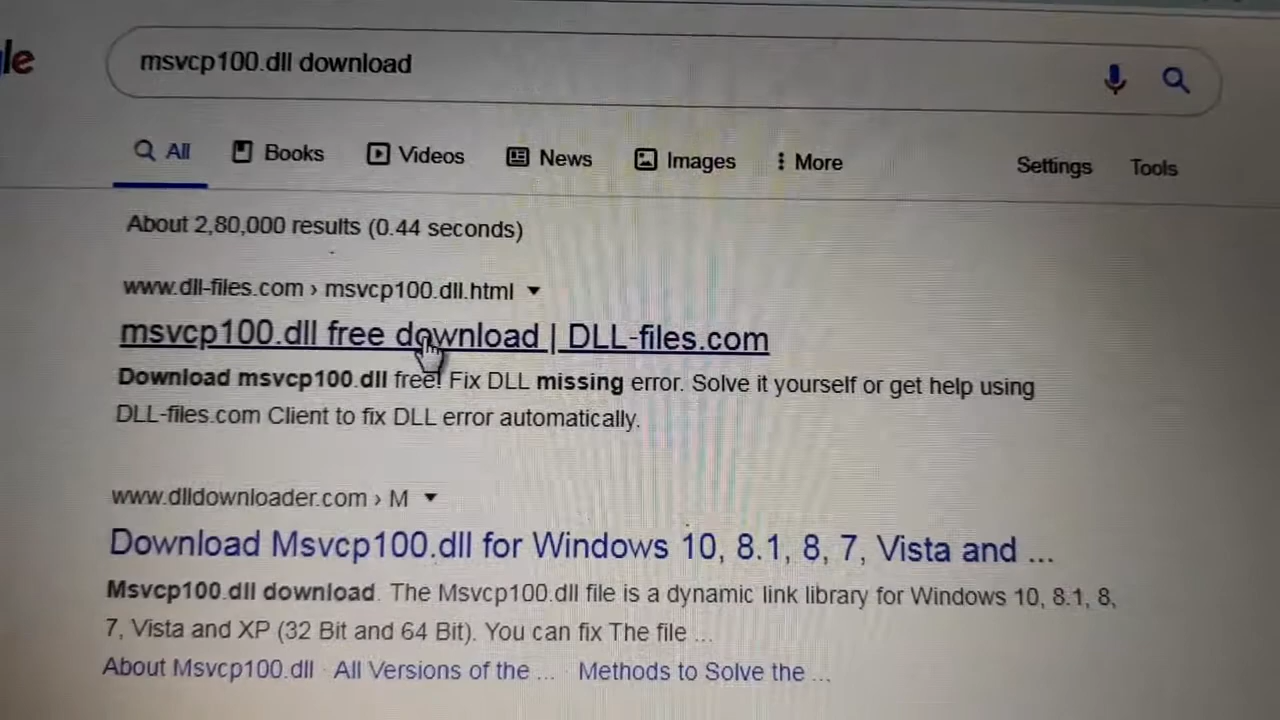 le
msvcp100.dll download
All Books Videos News Images More Settings Tools
About 2,80,000 results (0.44 seconds)
www.dll-files.com › msvcp100.dll.html
msvcp100.dll free download | DLL-files.com
Download msvcp100.dll free! Fix DLL missing error. Solve it yourself or get help using
DLL-files.com Client to fix DLL error automatically.
www.dlldownloader.com › M
Download Msvcp100.dll for Windows 10, 8.1, 8, 7, Vista and ...
Msvcp100.dll download. The Msvcp100.dll file is a dynamic link library for Windows 10, 8.1, 8,
7, Vista and XP (32 Bit and 64 Bit). You can fix The file ...
About Msvcp100.dll · All Versions of the ... · Methods to Solve the ...